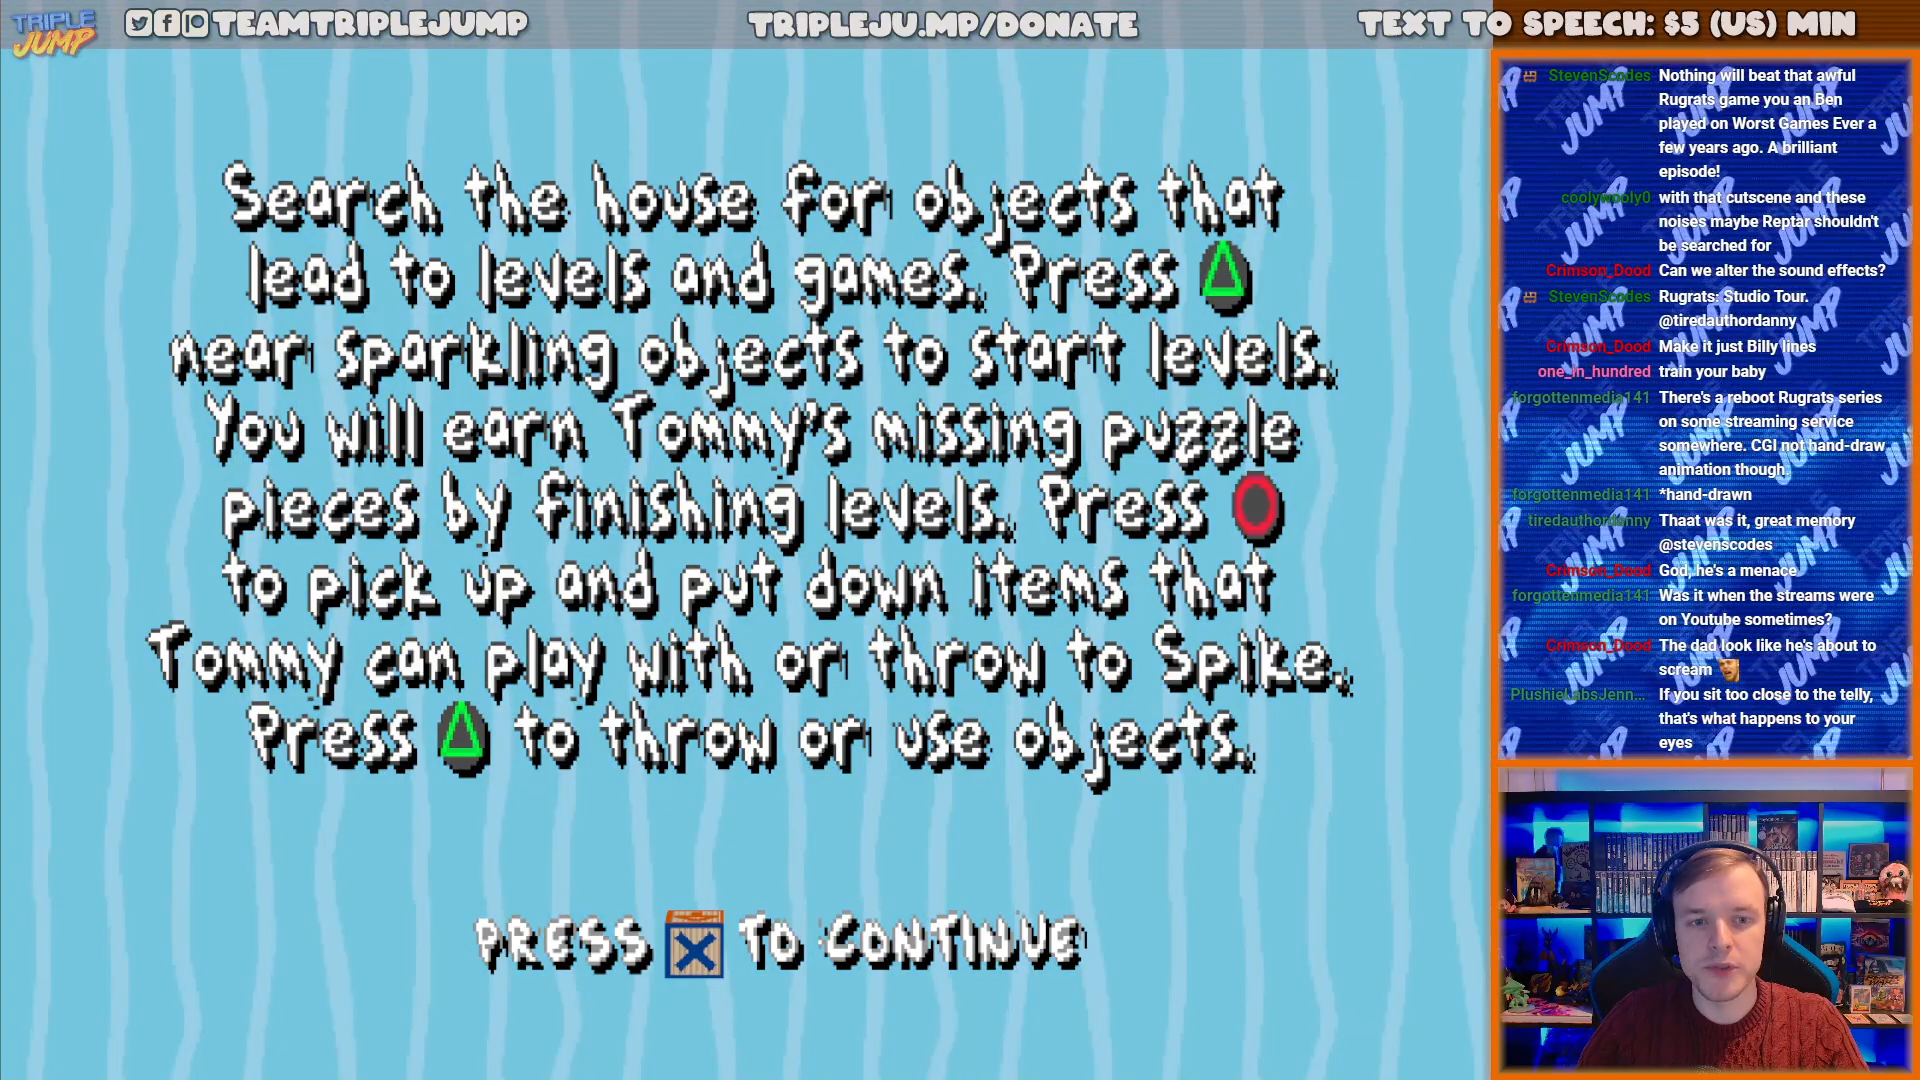 TRIPLE JUMP
TEAMTRIPLEJUMP
TRIPLEJU.MP/DONATE
TEXT TO SPEECH: $5 (US) MIN
Search the house for objects that
lead to levels and games. Press
near sparkling objects to start levels.
You will earn Tommy's missing puzzle
pieces by finishing levels. Press
to pick up and put down items that
Tommy can play with or throw to Spike.
Press to throw or use objects.
PRESS X TO CONTINUE
StevenScodes Nothing will beat that awful
Rugrats game you an Ben
played on Worst Games Ever a
few years ago. A brilliant
episode!
coolywooly0 with that cutscene and these
noises maybe Reptar shouldn't
be searched for
Crimson_Dood Can we alter the sound effects?
StevenScodes Rugrats: Studio Tour.
@tiredauthordanny
Crimson_Dood Make it just Billy lines
one_in_hundred train your baby
forgottenmedia141 There's a reboot Rugrats series
on some streaming service
somewhere. CGI not hand-draw
animation though.
forgottenmedia141 *hand-drawn
tiredauthordanny Thaat was it, great memory
@stevenscodes
Crimson_Dood God, he's a menace
forgottenmedia141 Was it when the streams were
on Youtube sometimes?
Crimson_Dood The dad look like he's about to
scream
PlushieLabsJenn... If you sit too close to the telly,
that's what happens to your
eyes